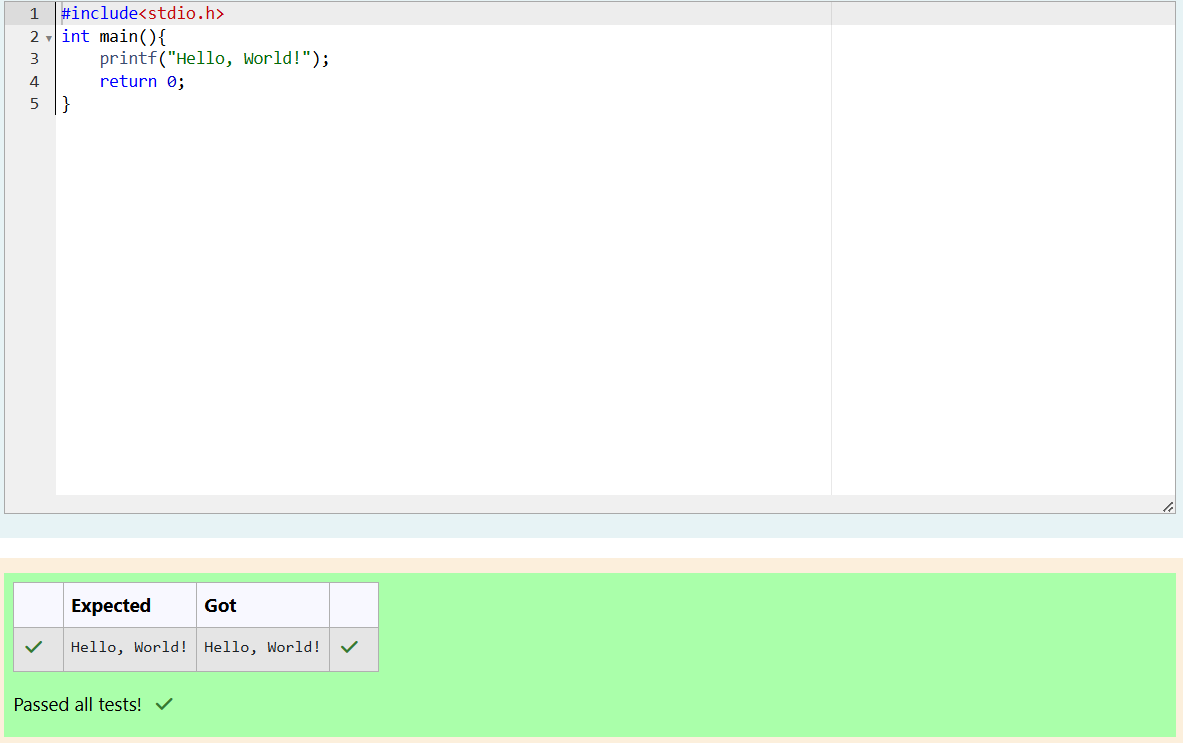 1 #include<stdio.h>
2 int main(){
3     printf("Hello, World!");
4     return 0;
5 }
Expected Got
Hello, World! Hello, World!
Passed all tests!